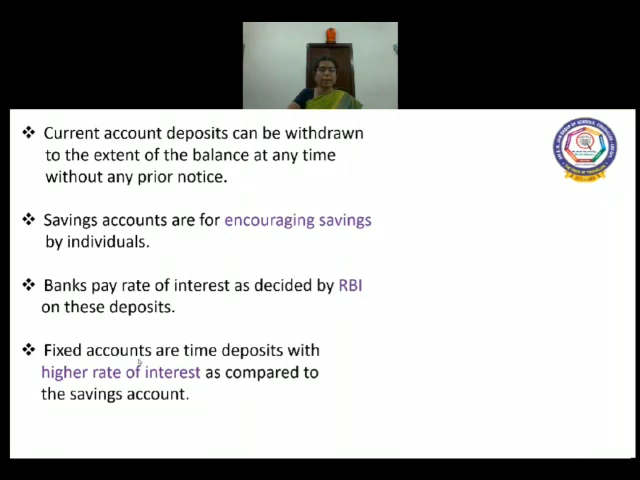 ❖ Current account deposits can be withdrawn
to the extent of the balance at any time
without any prior notice.
❖ Savings accounts are for encouraging savings
by individuals.
❖ Banks pay rate of interest as decided by RBI
on these deposits.
❖ Fixed accounts are time deposits with
higher rate of interest as compared to
the savings account.